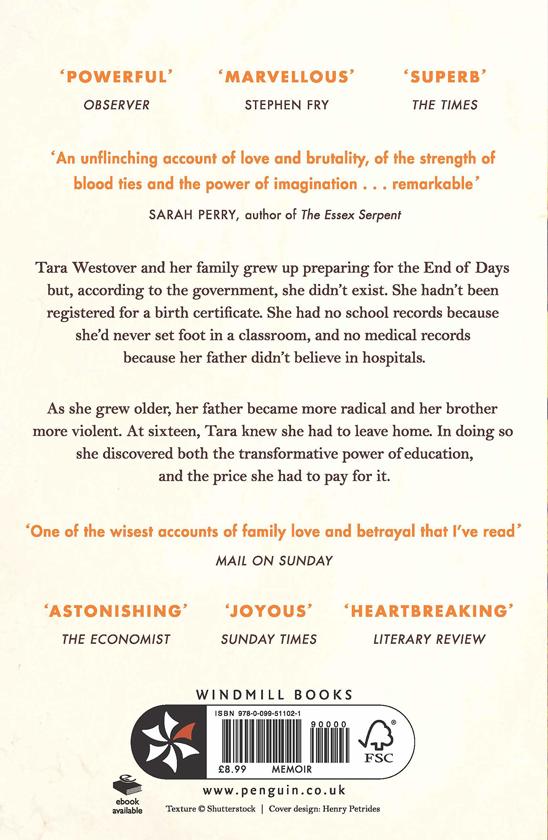 ‘POWERFUL’ ‘MARVELLOUS’ ‘SUPERB’
OBSERVER STEPHEN FRY THE TIMES
‘An unflinching account of love and brutality, of the strength of
blood ties and the power of imagination . . . remarkable’
SARAH PERRY, author of The Essex Serpent
Tara Westover and her family grew up preparing for the End of Days
but, according to the government, she didn’t exist. She hadn’t been
registered for a birth certificate. She had no school records because
she’d never set foot in a classroom, and no medical records
because her father didn’t believe in hospitals.
As she grew older, her father became more radical and her brother
more violent. At sixteen, Tara knew she had to leave home. In doing so
she discovered both the transformative power of education,
and the price she had to pay for it.
‘One of the wisest accounts of family love and betrayal that I’ve read’
MAIL ON SUNDAY
‘ASTONISHING’ ‘JOYOUS’ ‘HEARTBREAKING’
THE ECONOMIST SUNDAY TIMES LITERARY REVIEW
WINDMILL BOOKS
ISBN 978-0-099-51102-1
90000
£8.99 MEMOIR
FSC
®
www.penguin.co.uk
ebook
available
Texture © Shutterstock | Cover design: Henry Petrides